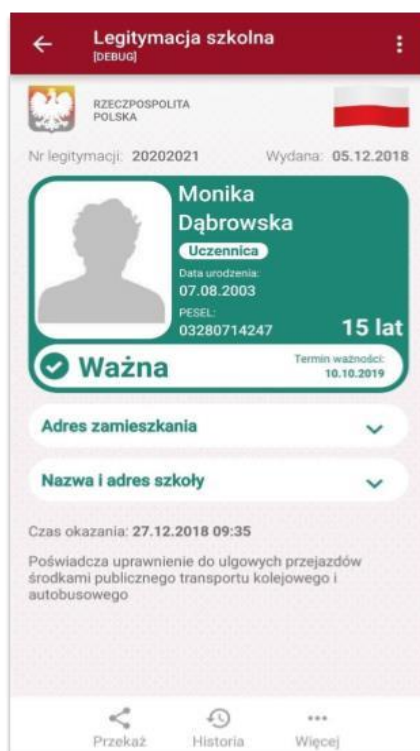 Legitymacja szkolna
[DEBUG]
RZECZPOSPOLITA
POLSKA
Nr legitymacji: 20202021 Wydana: 05.12.2018
Monika
Dąbrowska
Uczennica
Data urodzenia:
07.08.2003
PESEL:
03280714247 15 lat
Ważna
Termin ważności:
10.10.2019
Adres zamieszkania
Nazwa i adres szkoły
Czas okazania: 27.12.2018 09:35
Poświadcza uprawnienie do ulgowych przejazdów
środkami publicznego transportu kolejowego i
autobusowego
Przekaż Historia Więcej